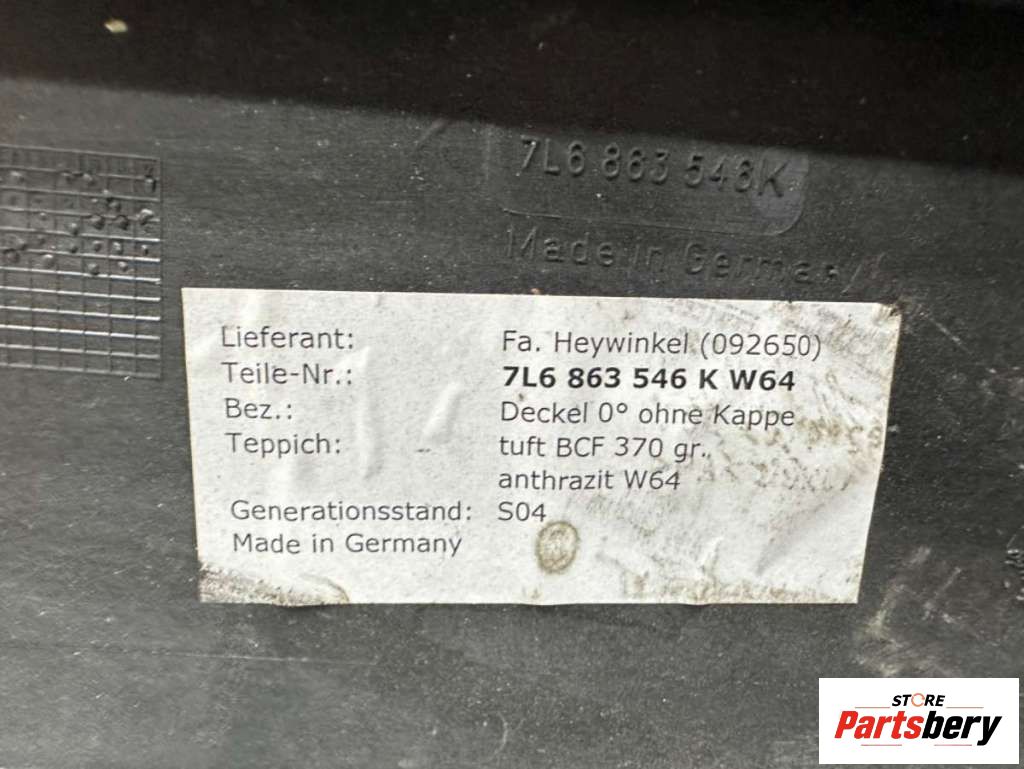 7L6 863 546K
Made in Germany
Lieferant: Fa. Heywinkel (092650)
Teile-Nr.: 7L6 863 546 K W64
Bez.: Deckel 0° ohne Kappe
Teppich: tuft BCF 370 gr.
anthrazit W64
Generationsstand: S04
Made in Germany
STORE
Partsbery